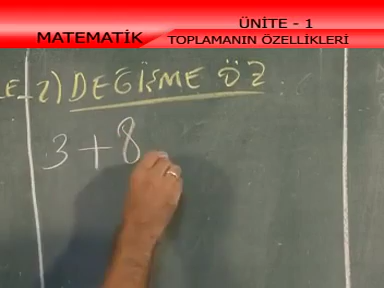 ÜNİTE - 1
MATEMATİK
TOPLAMANIN ÖZELLİKLERİ
2) DEĞİŞME ÖZ
3+8